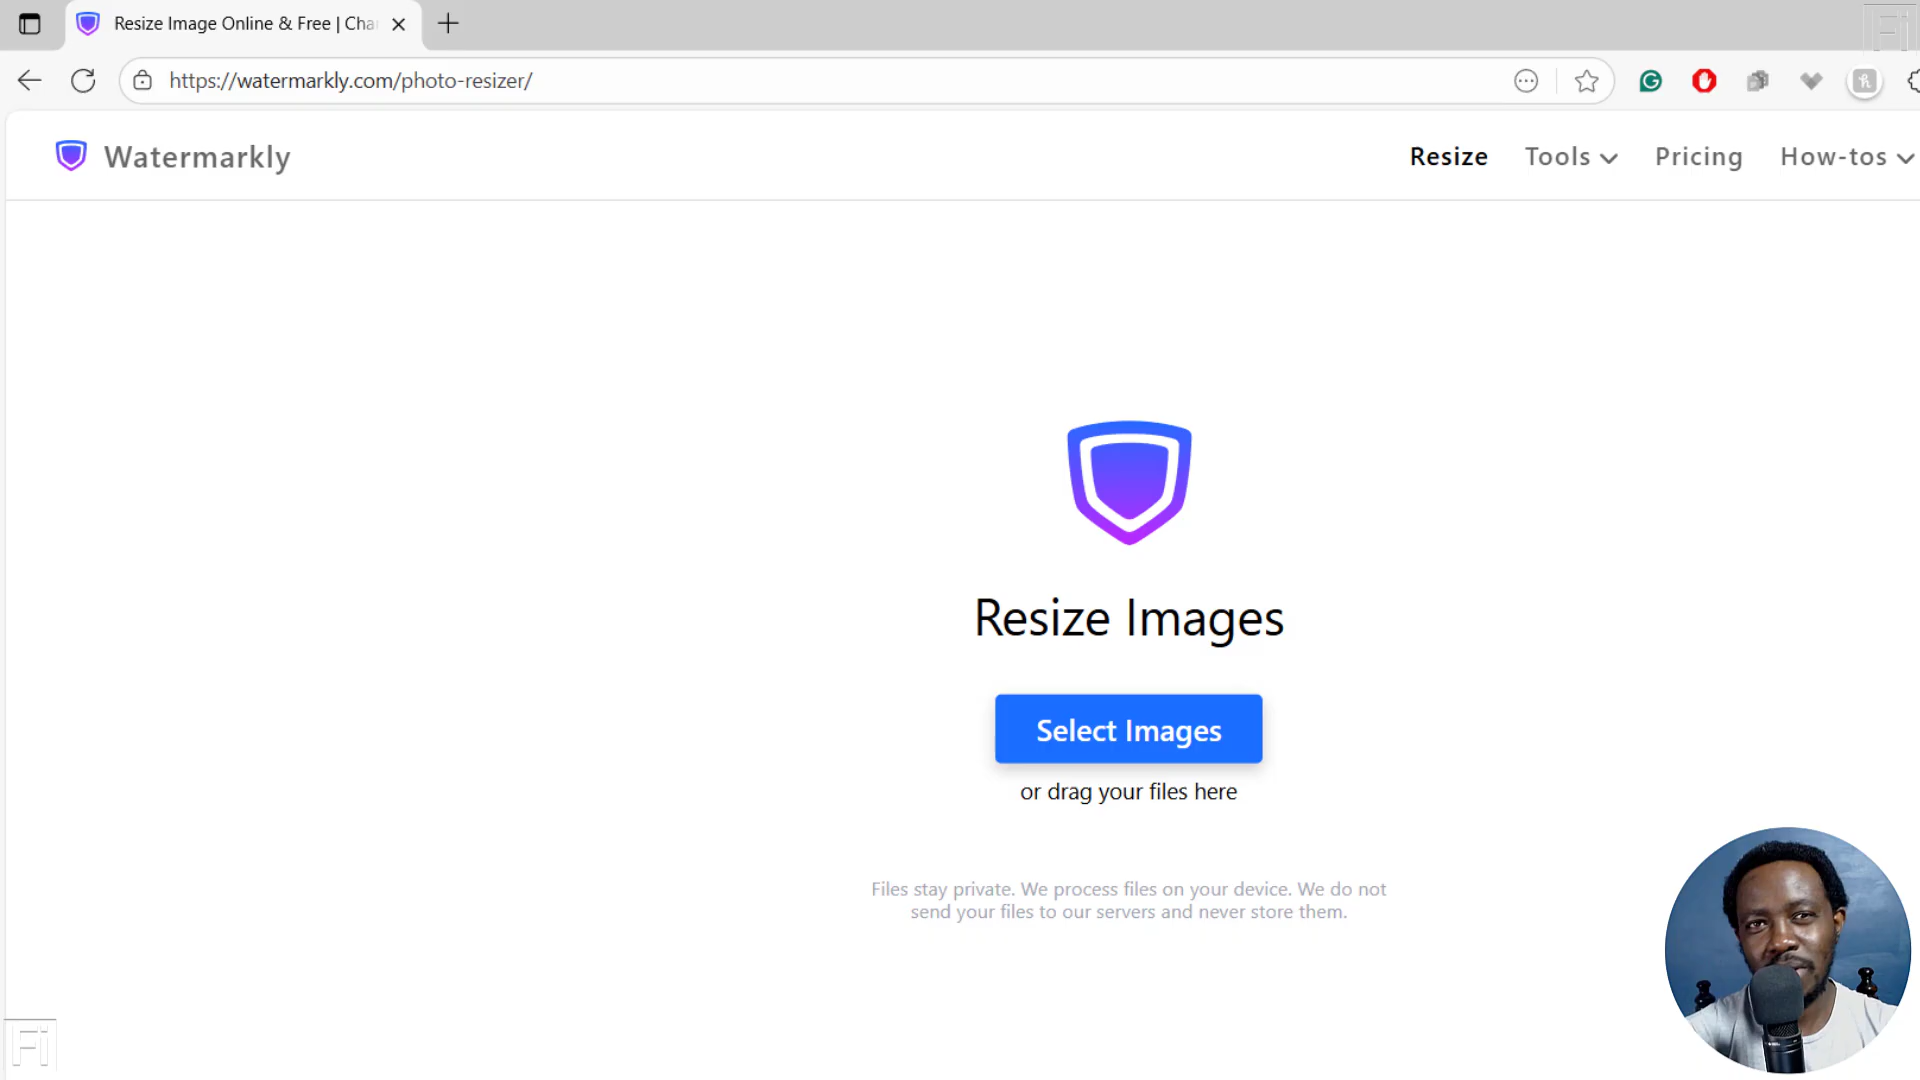 Resize Image Online & Free | Cha
https://watermarkly.com/photo-resizer/
Watermarkly
Resize
Tools
Pricing
How-tos
Resize Images
Select Images
or drag your files here
Files stay private. We process files on your device. We do not
send your files to our servers and never store them.
Fi
Fi